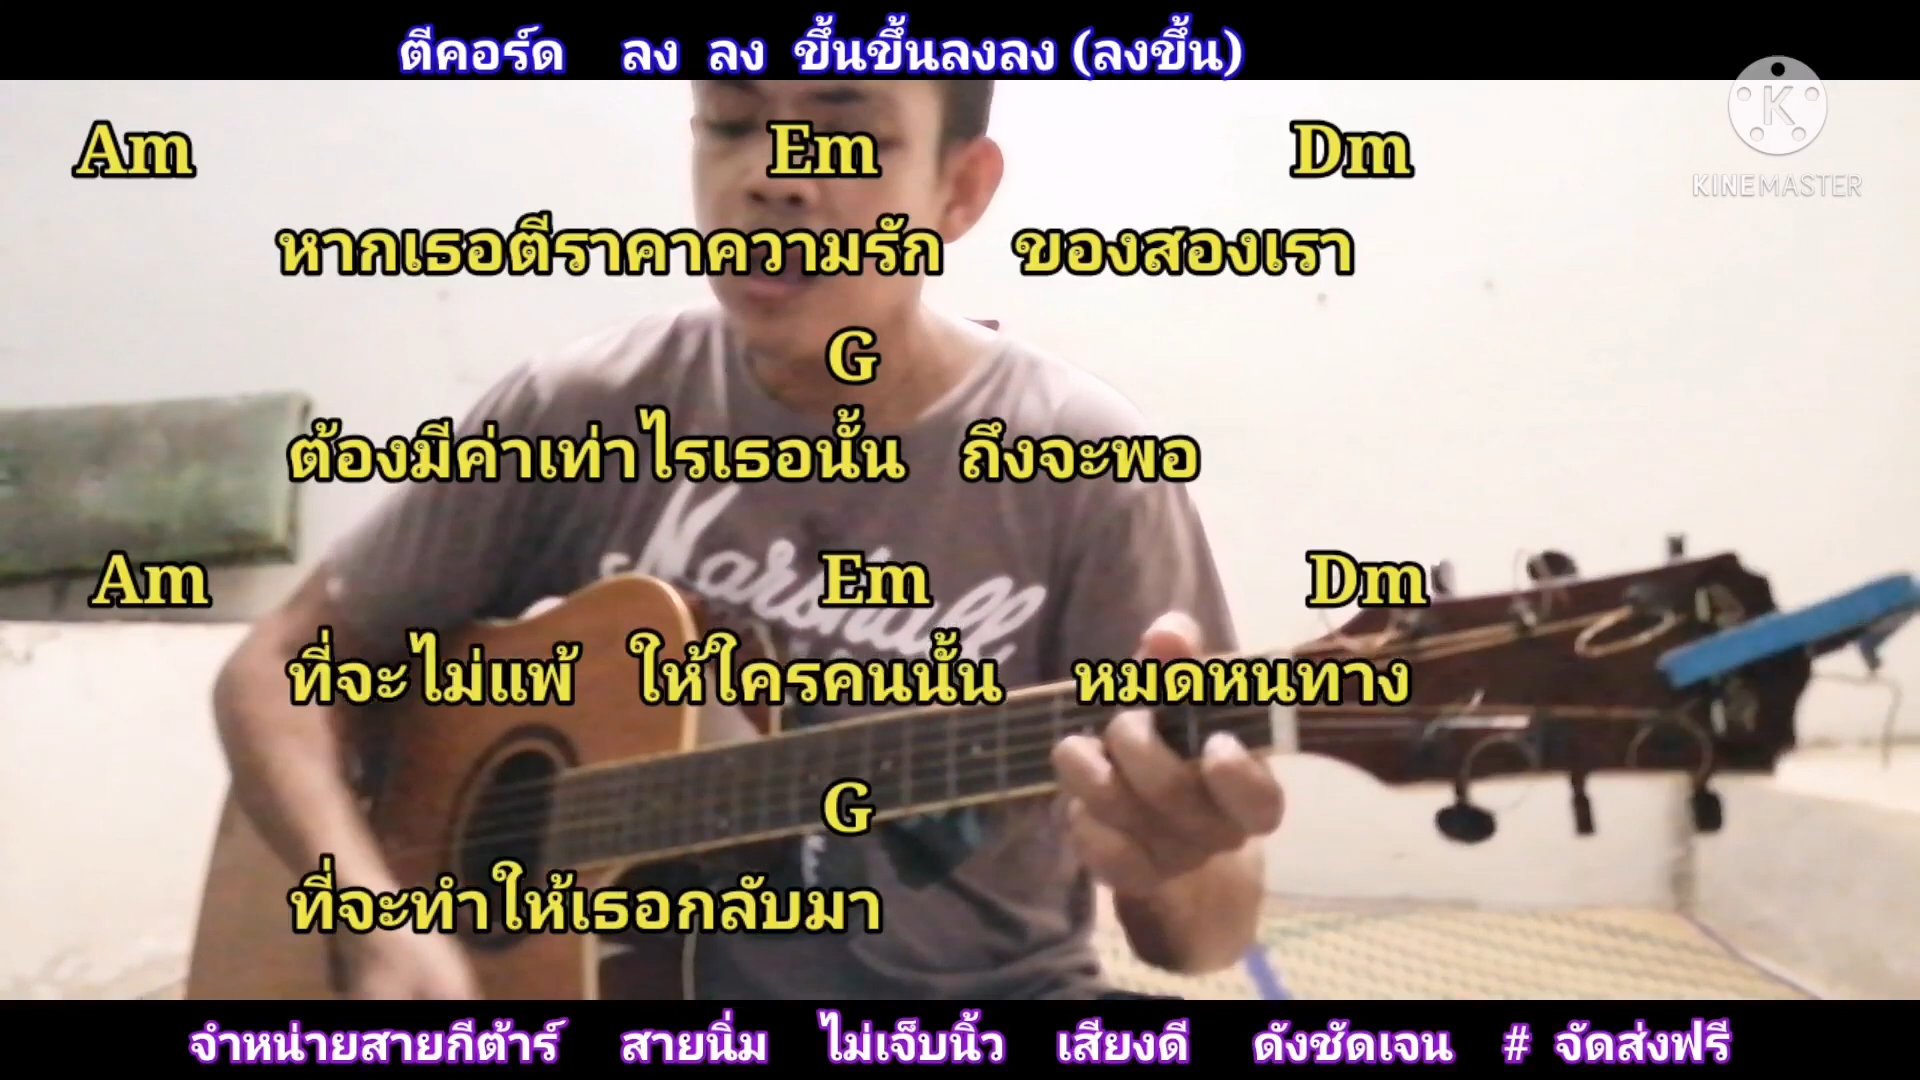 ตีคอร์ด ลง ลง ขึ้นขึ้นลงลง (ลงขึ้น)
K
KINEMASTER
Am Em Dm
หากเธอตีราคาความรัก ของสองเรา
G
ต้องมีค่าเท่าไรเธอนั้น ถึงจะพอ
Marshall
Am Em Dm
ที่จะไม่แพ้ ให้ใครคนนั้น หมดหนทาง
G
ที่จะทำให้เธอกลับมา
จำหน่ายสายกีต้าร์ สายนิ่ม ไม่เจ็บนิ้ว เสียงดี ดังชัดเจน # จัดส่งฟรี